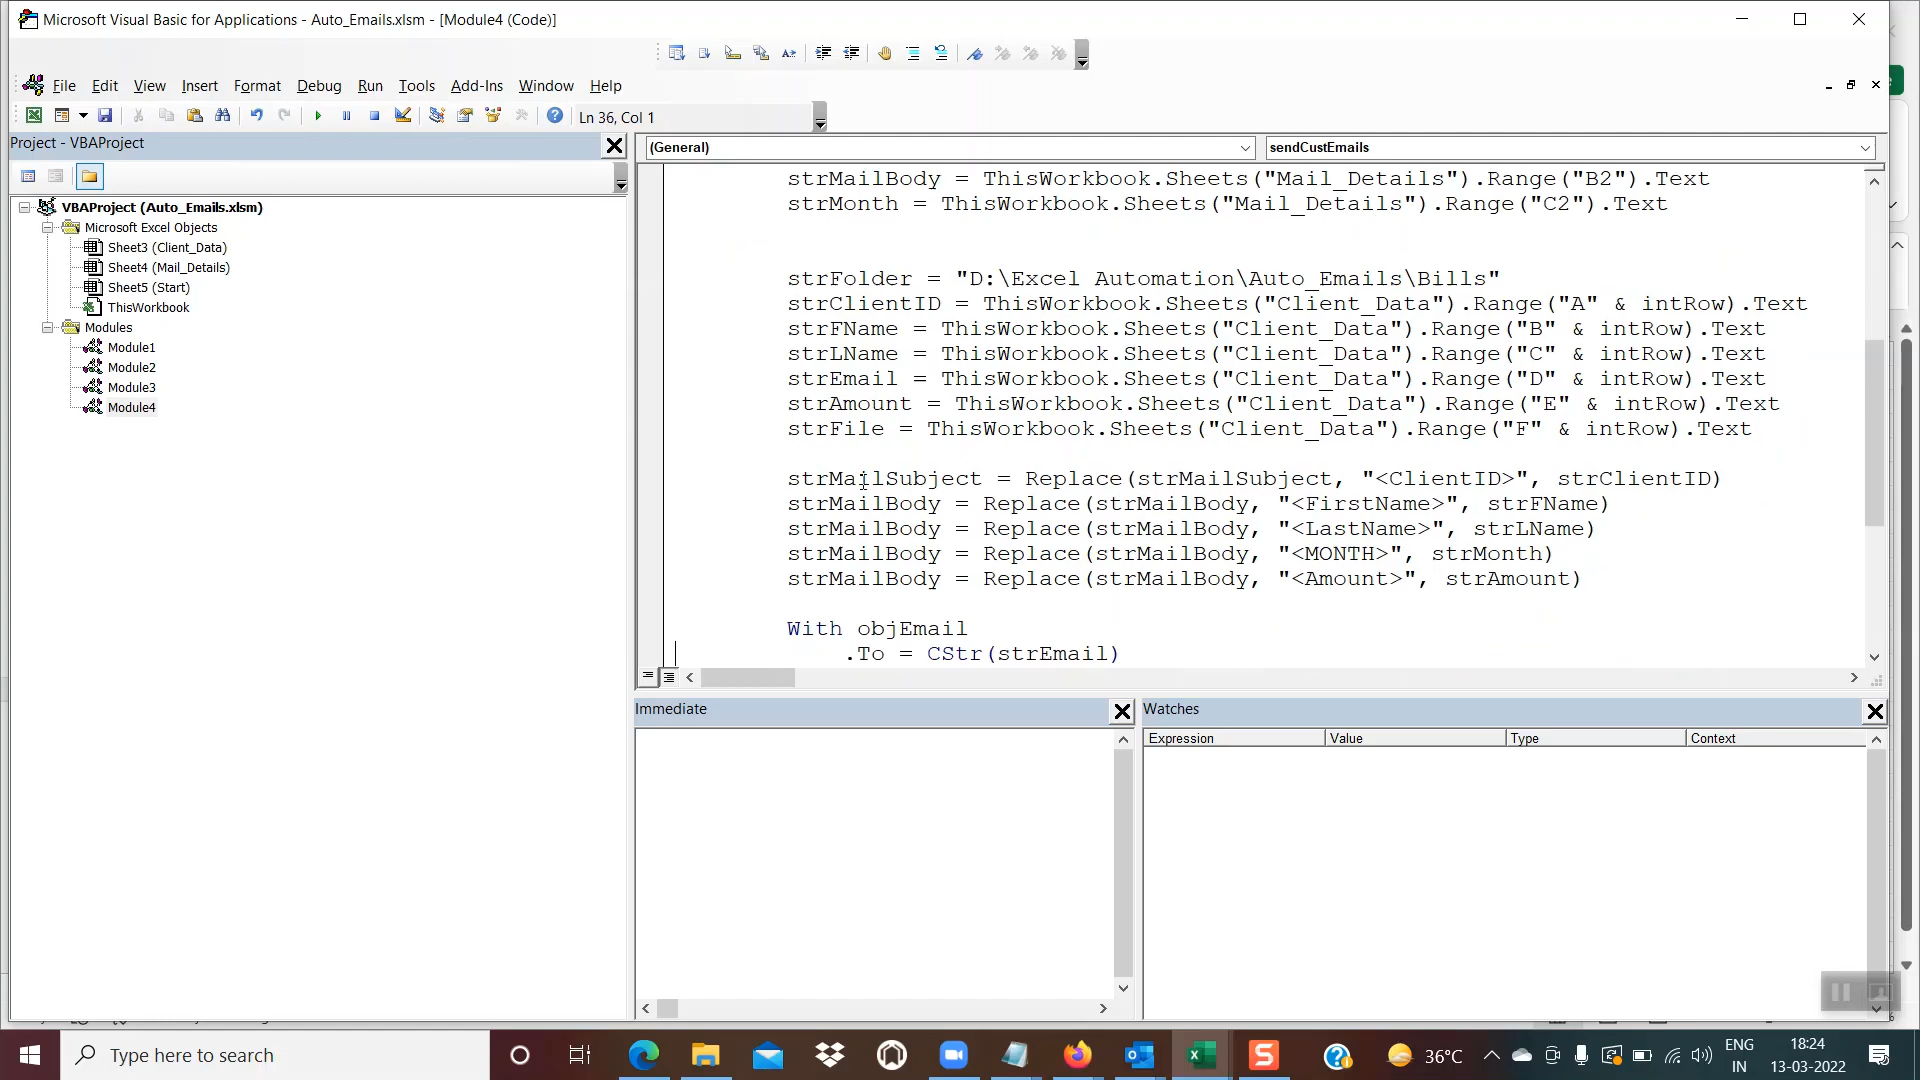 Microsoft Visual Basic for Applications - Auto_Emails.xlsm - [Module4 (Code)]
File Edit View Insert Format Debug Run Tools Add-Ins Window Help
Ln 36, Col 1
Project - VBAProject
(General)
sendCustEmails
VBAProject (Auto_Emails.xlsm)
Microsoft Excel Objects
Sheet3 (Client_Data)
Sheet4 (Mail_Details)
Sheet5 (Start)
ThisWorkbook
Modules
Module1
Module2
Module3
Module4
strMailBody = ThisWorkbook.Sheets("Mail_Details").Range("B2").Text
strMonth = ThisWorkbook.Sheets("Mail_Details").Range("C2").Text
strFolder = "D:\Excel Automation\Auto_Emails\Bills"
strClientID = ThisWorkbook.Sheets("Client_Data").Range("A" & intRow).Text
strFName = ThisWorkbook.Sheets("Client_Data").Range("B" & intRow).Text
strLName = ThisWorkbook.Sheets("Client_Data").Range("C" & intRow).Text
strEmail = ThisWorkbook.Sheets("Client_Data").Range("D" & intRow).Text
strAmount = ThisWorkbook.Sheets("Client_Data").Range("E" & intRow).Text
strFile = ThisWorkbook.Sheets("Client_Data").Range("F" & intRow).Text
strMailSubject = Replace(strMailSubject, "<ClientID>", strClientID)
strMailBody = Replace(strMailBody, "<FirstName>", strFName)
strMailBody = Replace(strMailBody, "<LastName>", strLName)
strMailBody = Replace(strMailBody, "<MONTH>", strMonth)
strMailBody = Replace(strMailBody, "<Amount>", strAmount)
With objEmail
.To = CStr(strEmail)
Immediate
Watches
Expression Value Type Context
Type here to search
36°C
ENG
IN
18:24
13-03-2022